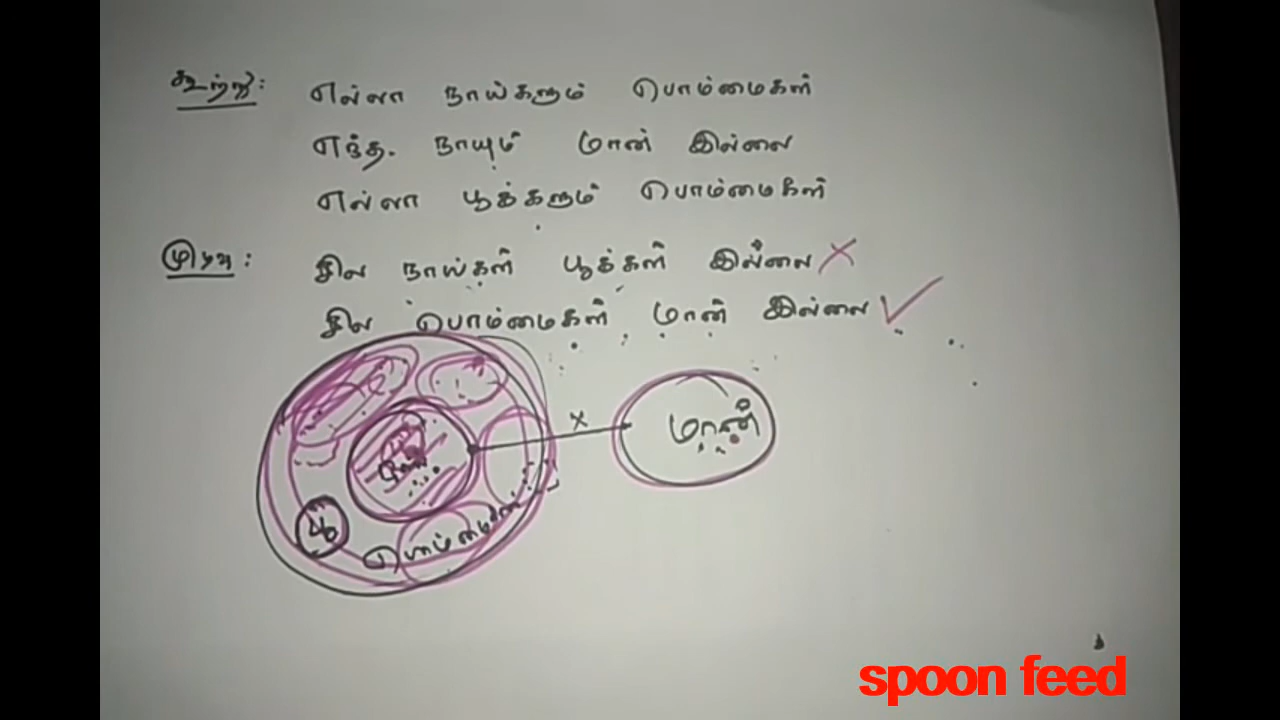 கூற்று: எல்லா நாய்களும் பொம்மைகள்
எந்த நாயும் மான் இல்லை
எல்லா பூக்களும் பொம்மைகள்
முடிவு: சில நாய்கள் பூக்கள் இல்லை
சில பொம்மைகள் மான் இல்லை
x
மான்
நாய்
பூ
பொம்மைகள்
spoon feed